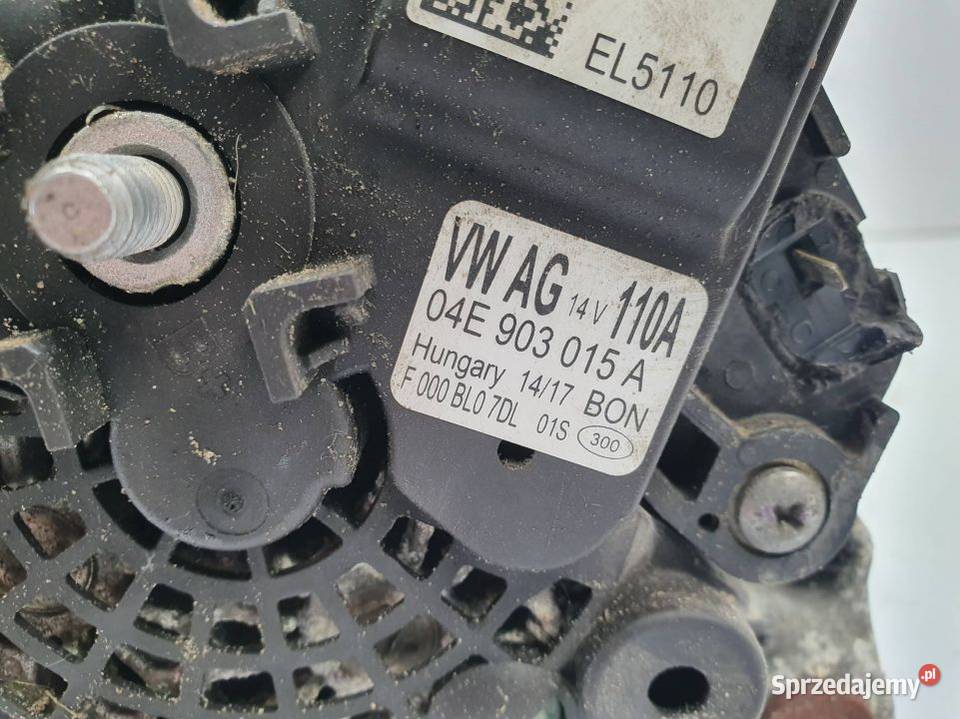 EL5110
VW AG 14V 110A
04E 903 015 A
Hungary 14/17 BON
F 000 BL0 7DL 01S 300
Sprzedajemy.pl